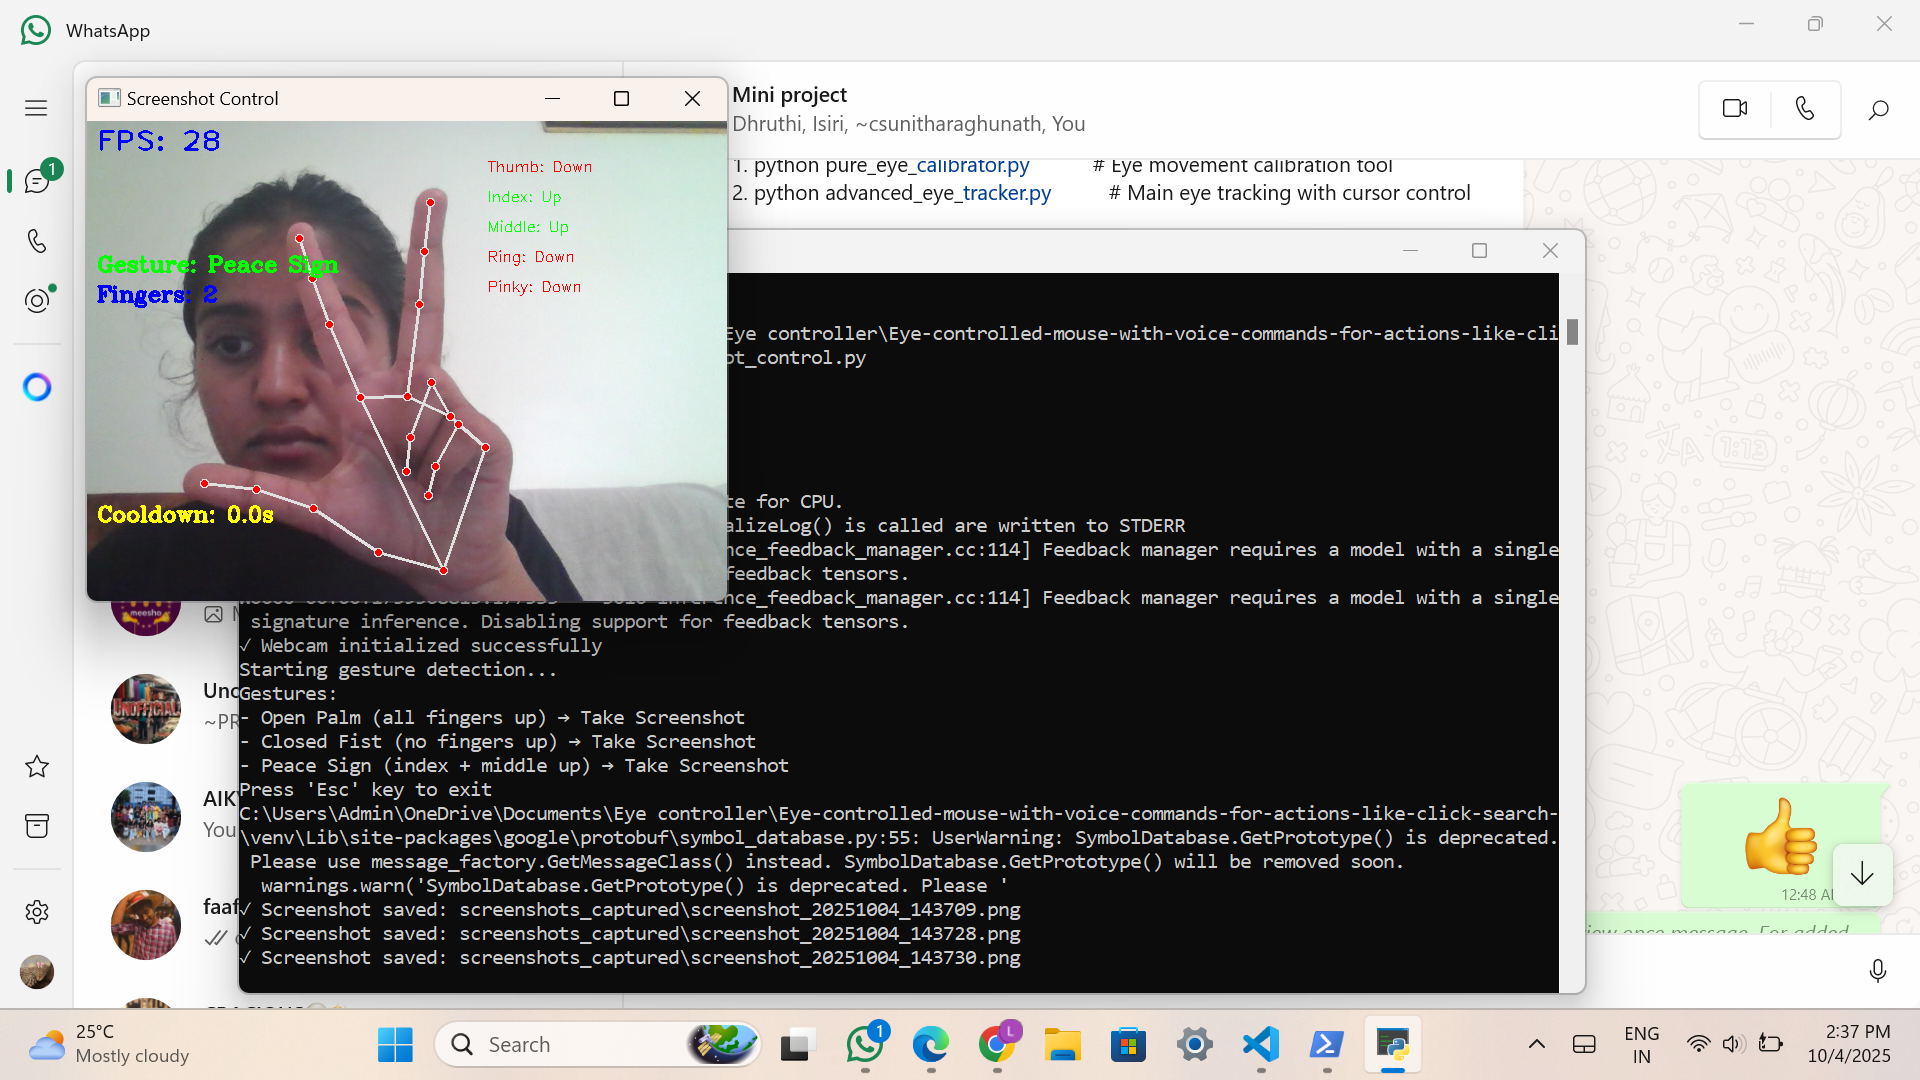 WhatsApp
1
Screenshot Control
FPS: 28
Thumb: Down
Index: Up
Middle: Up
Ring: Down
Pinky: Down
Gesture: Peace Sign
Fingers: 2
Cooldown: 0.0s
Mini project
Dhruthi, Isiri, ~csunitharaghunath, You
1. python pure_eye_calibrator.py # Eye movement calibration tool
2. python advanced_eye_tracker.py # Main eye tracking with cursor control
Eye controller\Eye-controlled-mouse-with-voice-commands-for-actions-like-cli
ot_control.py
te for CPU.
alizeLog() is called are written to STDERR
nce_feedback_manager.cc:114] Feedback manager requires a model with a single
feedback tensors.
nce_feedback_manager.cc:114] Feedback manager requires a model with a single
signature inference. Disabling support for feedback tensors.
✓ Webcam initialized successfully
Starting gesture detection...
Gestures:
- Open Palm (all fingers up) → Take Screenshot
- Closed Fist (no fingers up) → Take Screenshot
- Peace Sign (index + middle up) → Take Screenshot
Press 'Esc' key to exit
C:\Users\Admin\OneDrive\Documents\Eye controller\Eye-controlled-mouse-with-voice-commands-for-actions-like-click-search-
\venv\Lib\site-packages\google\protobuf\symbol_database.py:55: UserWarning: SymbolDatabase.GetPrototype() is deprecated.
Please use message_factory.GetMessageClass() instead. SymbolDatabase.GetPrototype() will be removed soon.
warnings.warn('SymbolDatabase.GetPrototype() is deprecated. Please '
✓ Screenshot saved: screenshots_captured\screenshot_20251004_143709.png
✓ Screenshot saved: screenshots_captured\screenshot_20251004_143728.png
✓ Screenshot saved: screenshots_captured\screenshot_20251004_143730.png
meesho
UNOFFICIAL
Uno
~PR
AIK
You
faaf
12:48 A
view once message. For added
25°C
Mostly cloudy
Search
1
L
ENG
IN
2:37 PM
10/4/2025